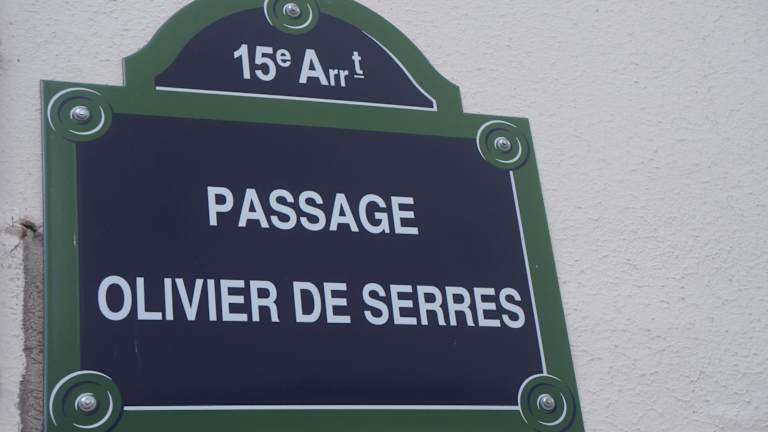 15e Arrt
PASSAGE
OLIVIER DE SERRES